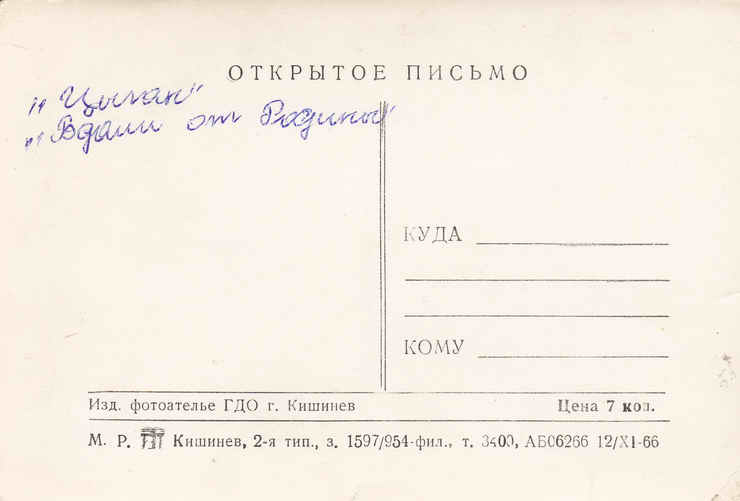 ОТКРЫТОЕ ПИСЬМО
"Цыган"
"Вдали от Родины"
КУДА
КОМУ
Изд. фотоателье ГДО г. Кишинев Цена 7 коп.
М. Р. Кишинев, 2-я тип., з. 1597/954-фил., т. 3400, АБ06266 12/XI-66